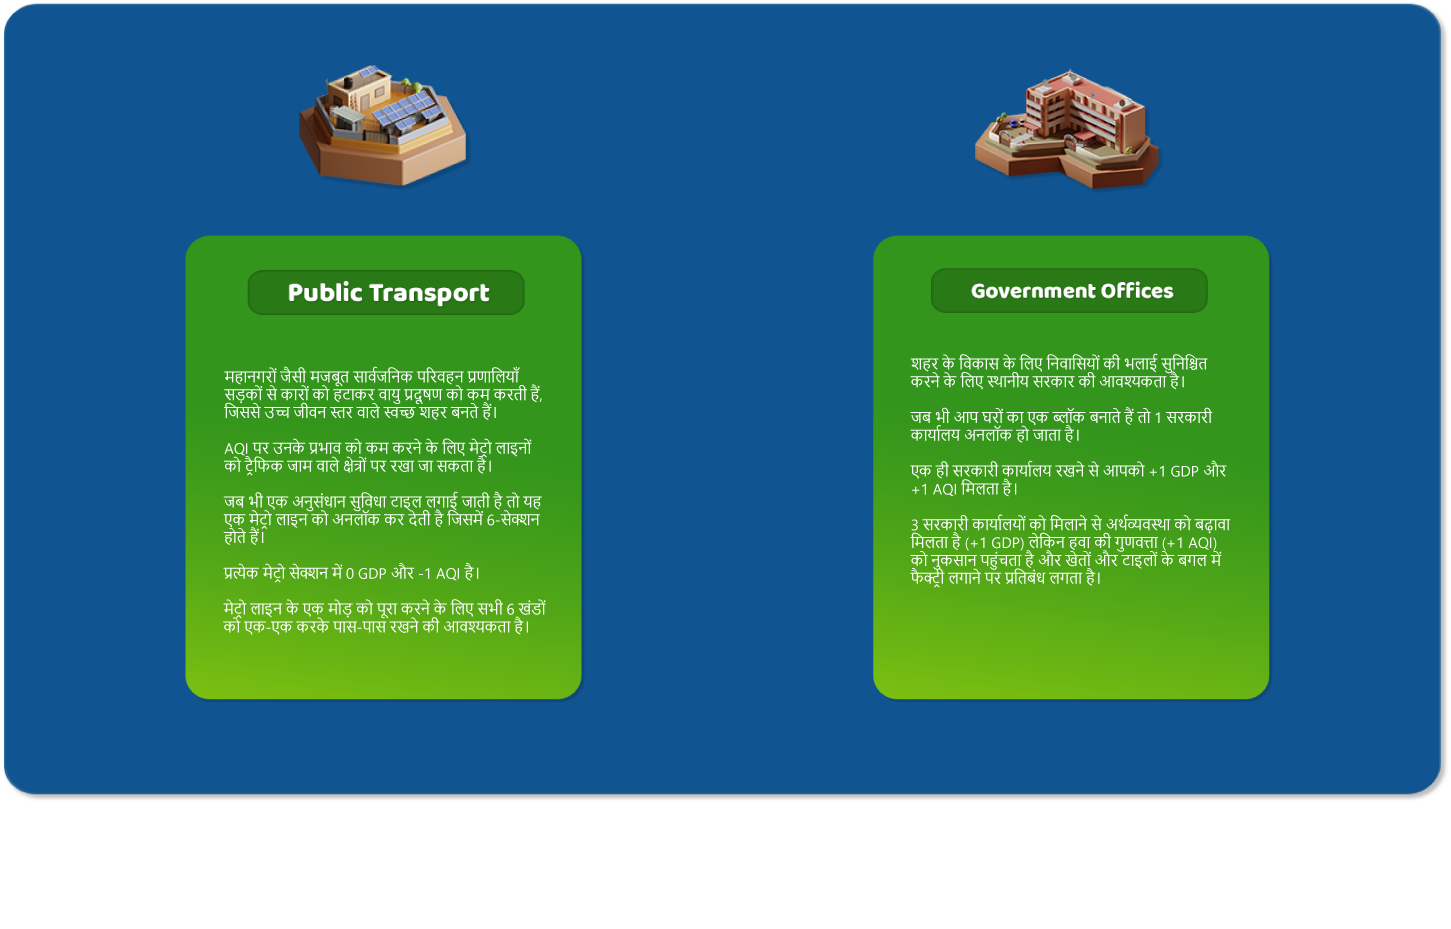 Public Transport
महानगरों जैसी मजबूत सार्वजनिक परिवहन प्रणालियाँ
सड़कों से कारों को हटाकर वायु प्रदूषण को कम करती हैं,
जिससे उच्च जीवन स्तर वाले स्वच्छ शहर बनते हैं।
AQI पर उनके प्रभाव को कम करने के लिए मेट्रो लाइनों
को ट्रैफिक जाम वाले क्षेत्रों पर रखा जा सकता है।
जब भी एक अनुसंधान सुविधा टाइल लगाई जाती है तो यह
एक मेट्रो लाइन को अनलॉक कर देती है जिसमें 6-सेक्शन
होते हैं।
प्रत्येक मेट्रो सेक्शन में 0 GDP और -1 AQI है।
मेट्रो लाइन के एक मोड़ को पूरा करने के लिए सभी 6 खंडों
को एक-एक करके पास-पास रखने की आवश्यकता है।
Government Offices
शहर के विकास के लिए निवासियों की भलाई सुनिश्चित
करने के लिए स्थानीय सरकार की आवश्यकता है।
जब भी आप घरों का एक ब्लॉक बनाते हैं तो 1 सरकारी
कार्यालय अनलॉक हो जाता है।
एक ही सरकारी कार्यालय रखने से आपको +1 GDP और
+1 AQI मिलता है।
3 सरकारी कार्यालयों को मिलाने से अर्थव्यवस्था को बढ़ावा
मिलता है (+1 GDP) लेकिन हवा की गुणवत्ता (+1 AQI)
को नुकसान पहुंचता है और खेतों और टाइलों के बगल में
फैक्ट्री लगाने पर प्रतिबंध लगता है।